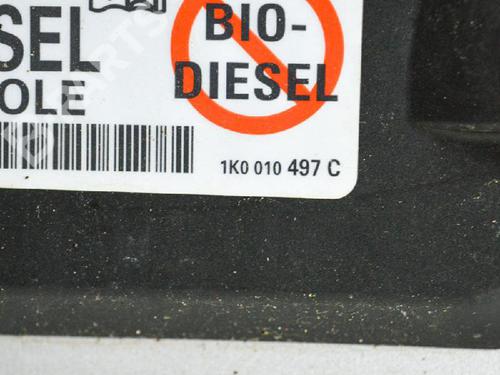 SEL
OLE
BIO-
DIESEL
1K0 010 497 C